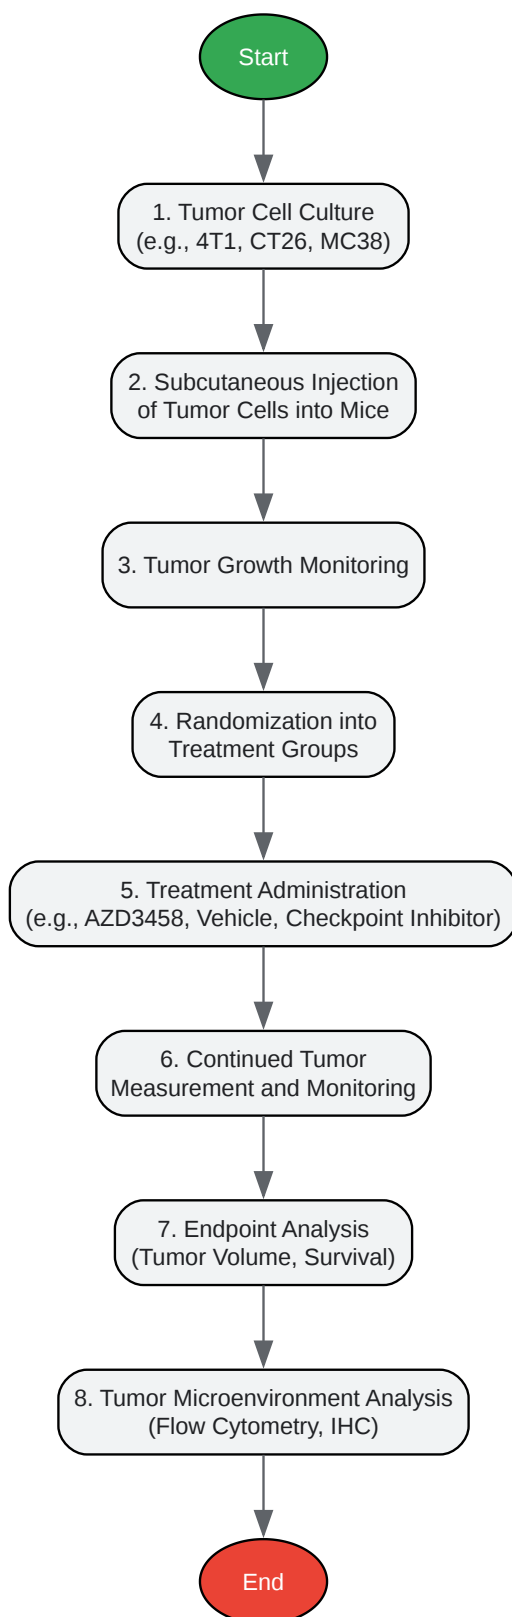 Start
1. Tumor Cell Culture
(e.g., 4T1, CT26, MC38)
2. Subcutaneous Injection
of Tumor Cells into Mice
3. Tumor Growth Monitoring
4. Randomization into
Treatment Groups
5. Treatment Administration
(e.g., AZD3458, Vehicle, Checkpoint Inhibitor)
6. Continued Tumor
Measurement and Monitoring
7. Endpoint Analysis
(Tumor Volume, Survival)
8. Tumor Microenvironment Analysis
(Flow Cytometry, IHC)
End